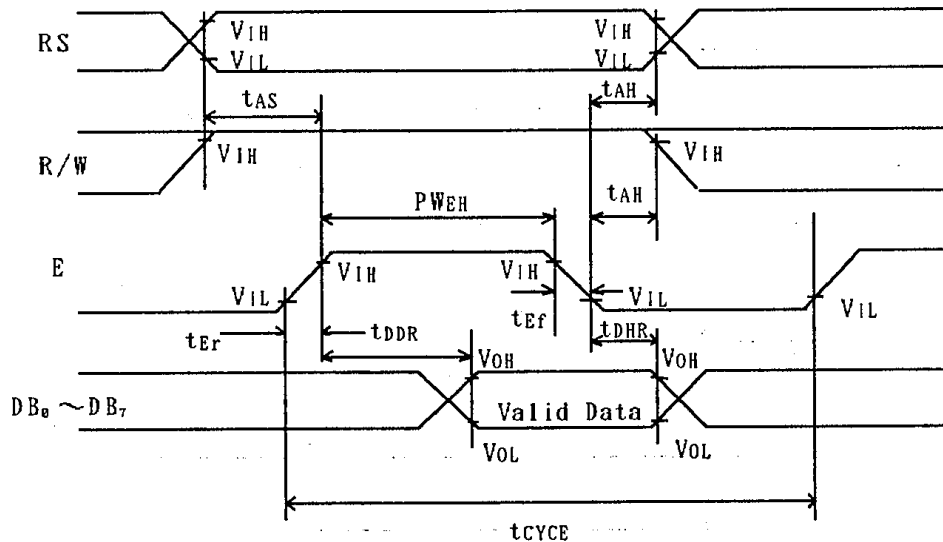 RS VIH VIH
VIL VIL
tAS tAH
R/W VIH VIH
PWEH tAH
E VIH VIH
VIL VIL VIL
tEr tDDR tEf tDHR
VOH VOH
DB0 ~DB7 Valid Data
VOL VOL
tCYCE